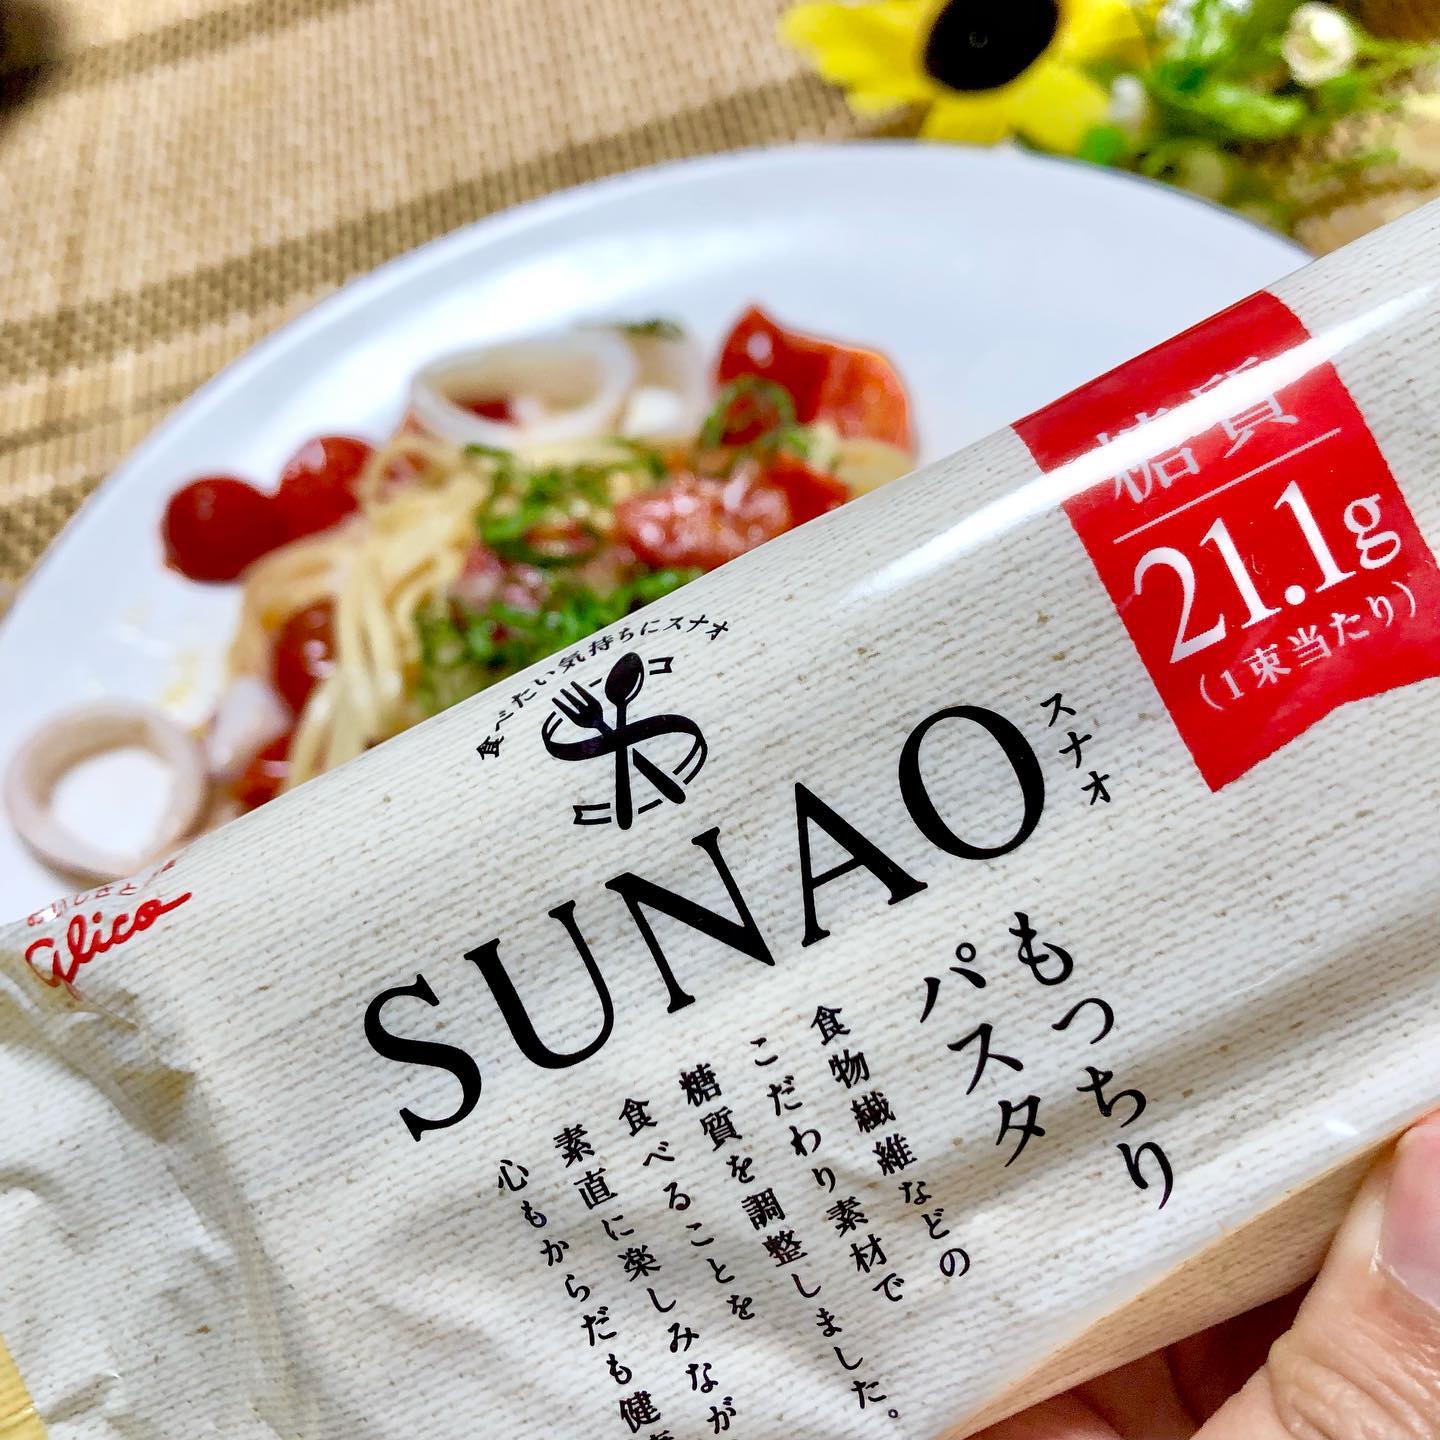 糖質
21.1g
(1束当たり)
食べたい気持ちにスナオ
SUNAO
スナオ
glico
もっちり
パスタ
食物繊維などの
こだわり素材で
糖質を調整しました。
食べることを
素直に楽しみなが
心もからだも健